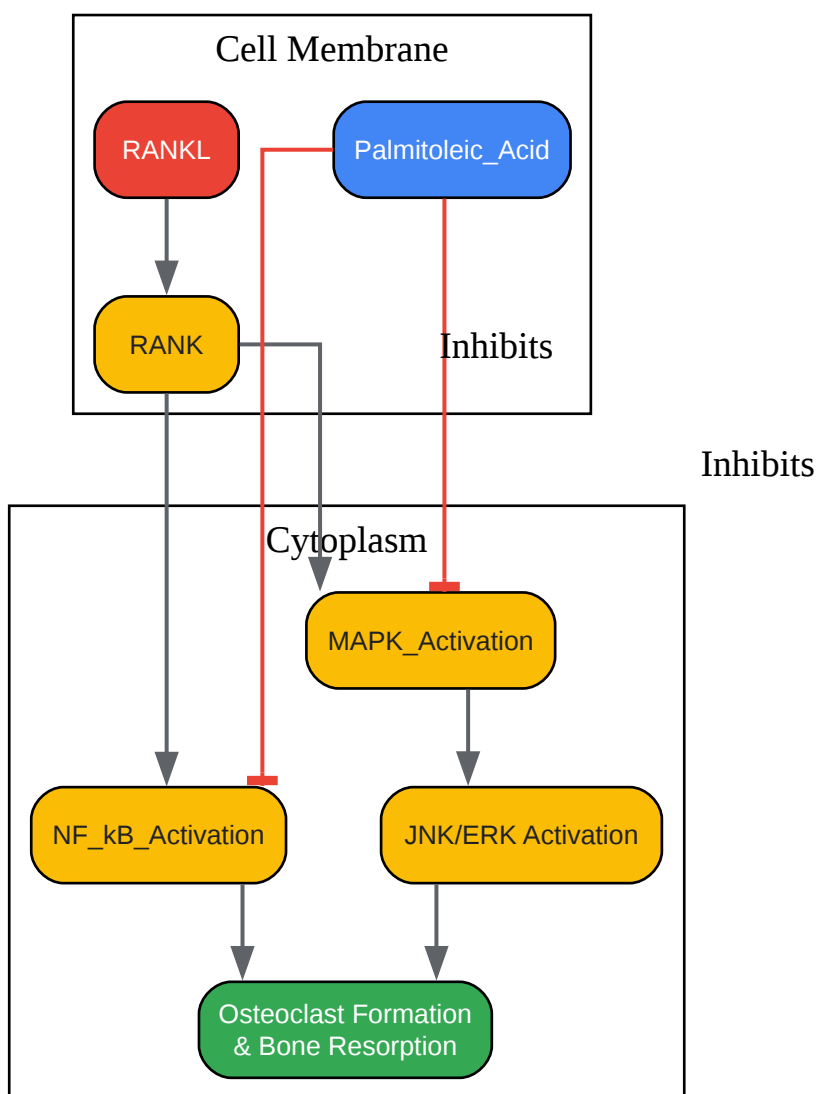 Cell Membrane
RANKL
Palmitoleic_Acid
RANK
Inhibits
Inhibits
Cytoplasm
MAPK_Activation
NF_kB_Activation
JNK/ERK Activation
Osteoclast Formation
& Bone Resorption